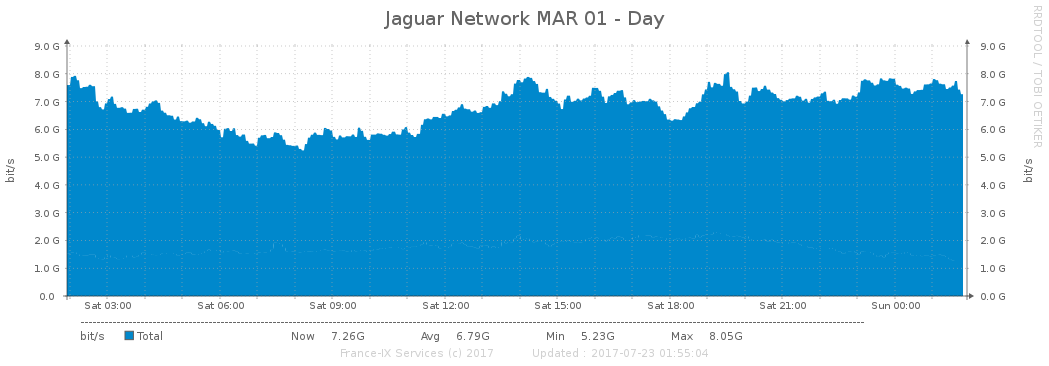 Jaguar Network MAR 01 - Day
RRDTOOL / TOBI OETIKER
bit/s
9.0 G
8.0 G
7.0 G
6.0 G
5.0 G
4.0 G
3.0 G
2.0 G
1.0 G
0.0
9.0 G
8.0 G
7.0 G
6.0 G
5.0 G
4.0 G
3.0 G
2.0 G
1.0 G
0.0 G
bit/s
Sat 03:00 Sat 06:00 Sat 09:00 Sat 12:00 Sat 15:00 Sat 18:00 Sat 21:00 Sun 00:00
bit/s Total Now 7.26G Avg 6.79G Min 5.23G Max 8.05G
France-IX Services (c) 2017 Updated : 2017-07-23 01:55:04